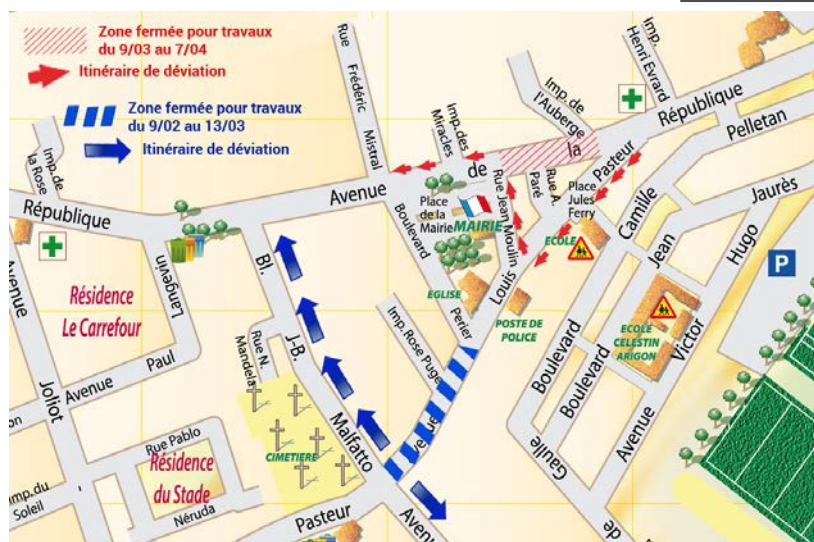 Zone fermée pour travaux
du 9/03 au 7/04
Itinéraire de déviation
Zone fermée pour travaux
du 9/02 au 13/03
Itinéraire de déviation
Rue
Frédéric
Mistral
Imp. des
Miracles
Imp. de
l'Auberge
Imp.
Henri Evrard
République
la
de
Avenue
République
Imp. de
la Rose
Pelletan
Camille
Boulevard
Jaurès
Jean
Boulevard
Hugo
Victor
Avenue
P
Pasteur
Place
Jules
Ferry
Rue A.
Paré
Rue Jean Moulin
Place
de la
Mairie
MAIRIE
ECOLE
Boulevard
Perier
EGLISE
Louis
POSTE DE
POLICE
ECOLE
CELESTIN
ARIGON
Avenue
Joliot
Résidence
Le Carrefour
Langevin
Paul
Avenue
on
Bl.
J-B.
Malfatto
Rue N.
Mandela
Imp. Rose Puge
Avenue
CIMETIERE
Rue Pablo
Néruda
Résidence
du Stade
Imp. du
Soleil
Pasteur
Avenu
Gaulle
de